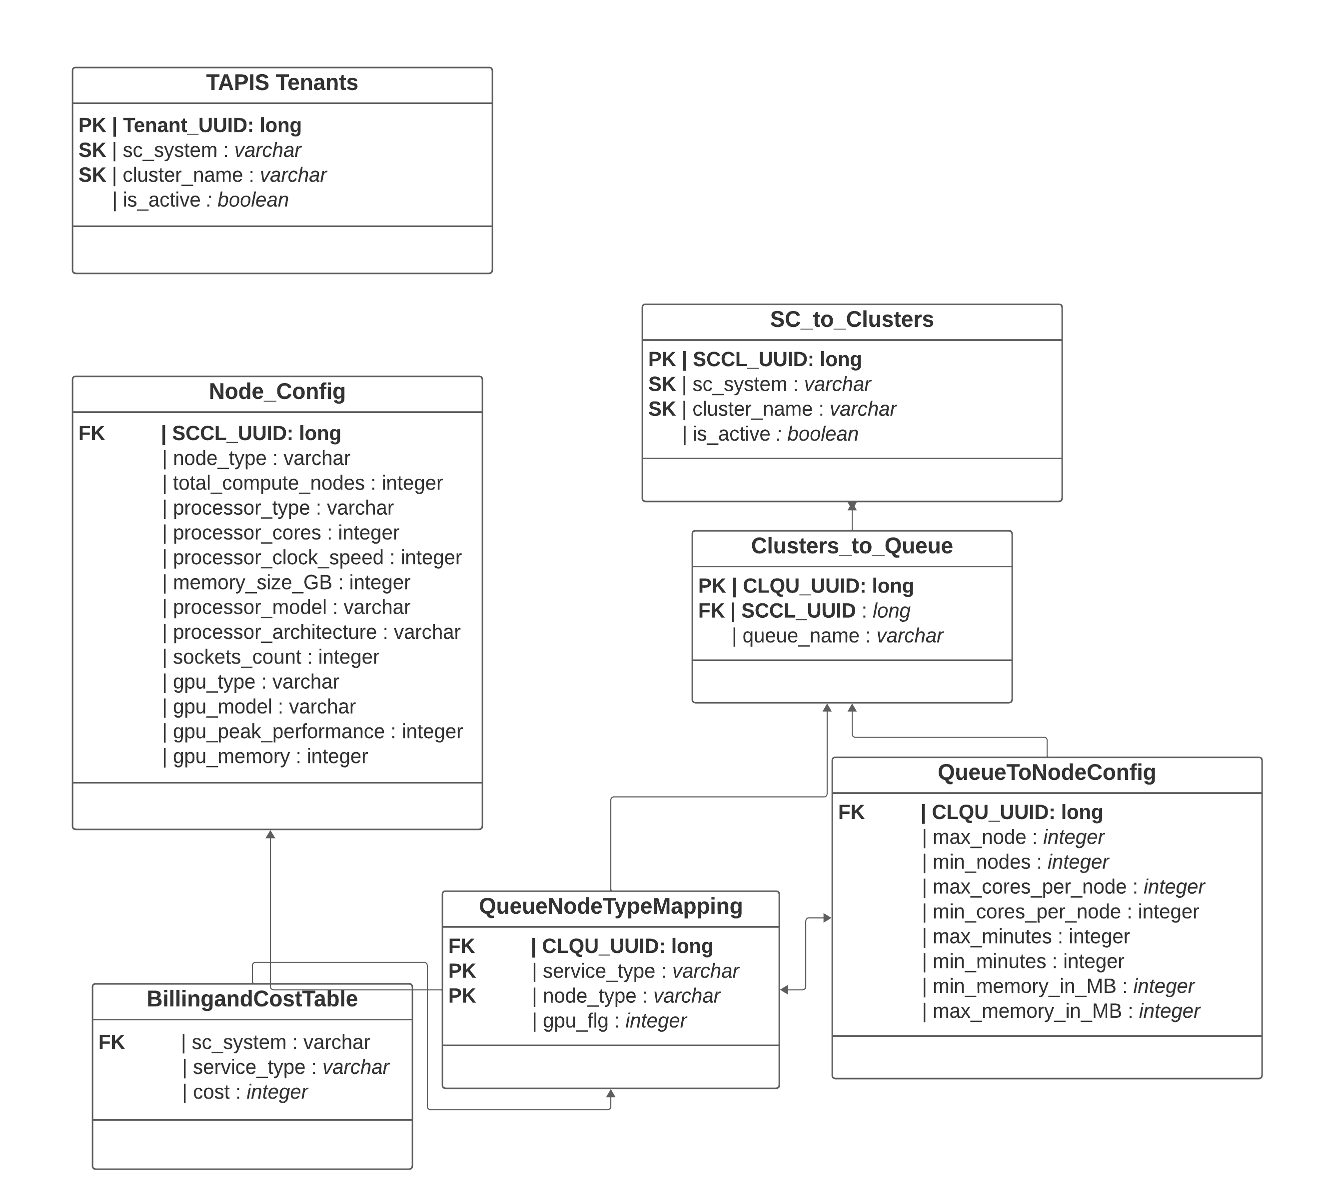 TAPIS Tenants
PK | Tenant_UUID: long
SK | sc_system : varchar
SK | cluster_name : varchar
| is_active : boolean
SC_to_Clusters
PK | SCCL_UUID: long
SK | sc_system : varchar
SK | cluster_name : varchar
| is_active : boolean
Node_Config
FK | SCCL_UUID: long
| node_type : varchar
| total_compute_nodes : integer
| processor_type : varchar
| processor_cores : integer
| processor_clock_speed : integer
| memory_size_GB : integer
| processor_model : varchar
| processor_architecture : varchar
| sockets_count : integer
| gpu_type : varchar
| gpu_model : varchar
| gpu_peak_performance : integer
| gpu_memory : integer
Clusters_to_Queue
PK | CLQU_UUID: long
FK | SCCL_UUID : long
| queue_name : varchar
QueueToNodeConfig
FK | CLQU_UUID: long
| max_node : integer
| min_nodes : integer
| max_cores_per_node : integer
| min_cores_per_node : integer
| max_minutes : integer
| min_minutes : integer
| min_memory_in_MB : integer
| max_memory_in_MB : integer
QueueNodeTypeMapping
FK | CLQU_UUID: long
PK | service_type : varchar
PK | node_type : varchar
| gpu_flg : integer
BillingandCostTable
FK | sc_system : varchar
| service_type : varchar
| cost : integer